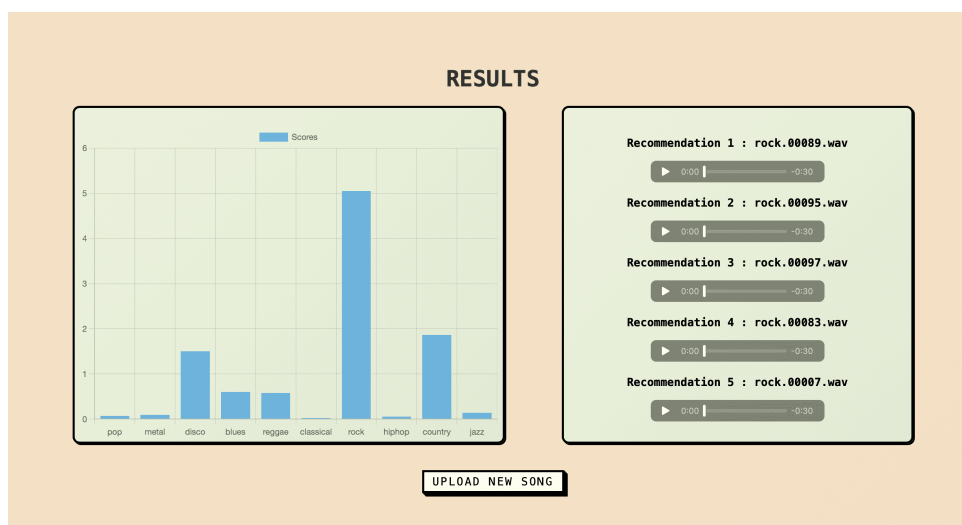 RESULTS
Scores
6
5
4
3
2
1
0
pop metal disco blues reggae classical rock hiphop country jazz
Recommendation 1 : rock.00089.wav
0:00 -0:30
Recommendation 2 : rock.00095.wav
0:00 -0:30
Recommendation 3 : rock.00097.wav
0:00 -0:30
Recommendation 4 : rock.00083.wav
0:00 -0:30
Recommendation 5 : rock.00007.wav
0:00 -0:30
UPLOAD NEW SONG